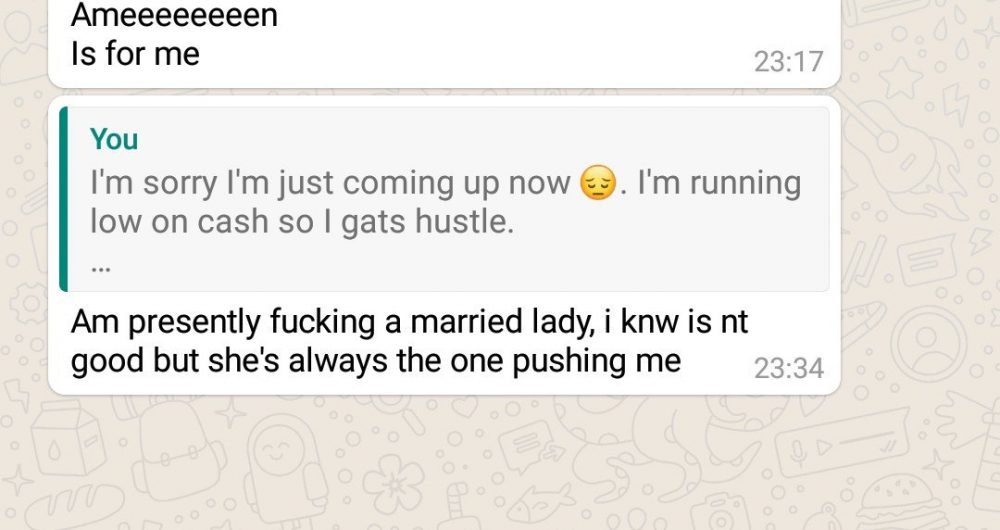 Ameeeeeeeen
Is for me
23:17
You
I'm sorry I'm just coming up now 😔. I'm running
low on cash so I gats hustle.
...
Am presently fucking a married lady, i knw is nt
good but she's always the one pushing me
23:34